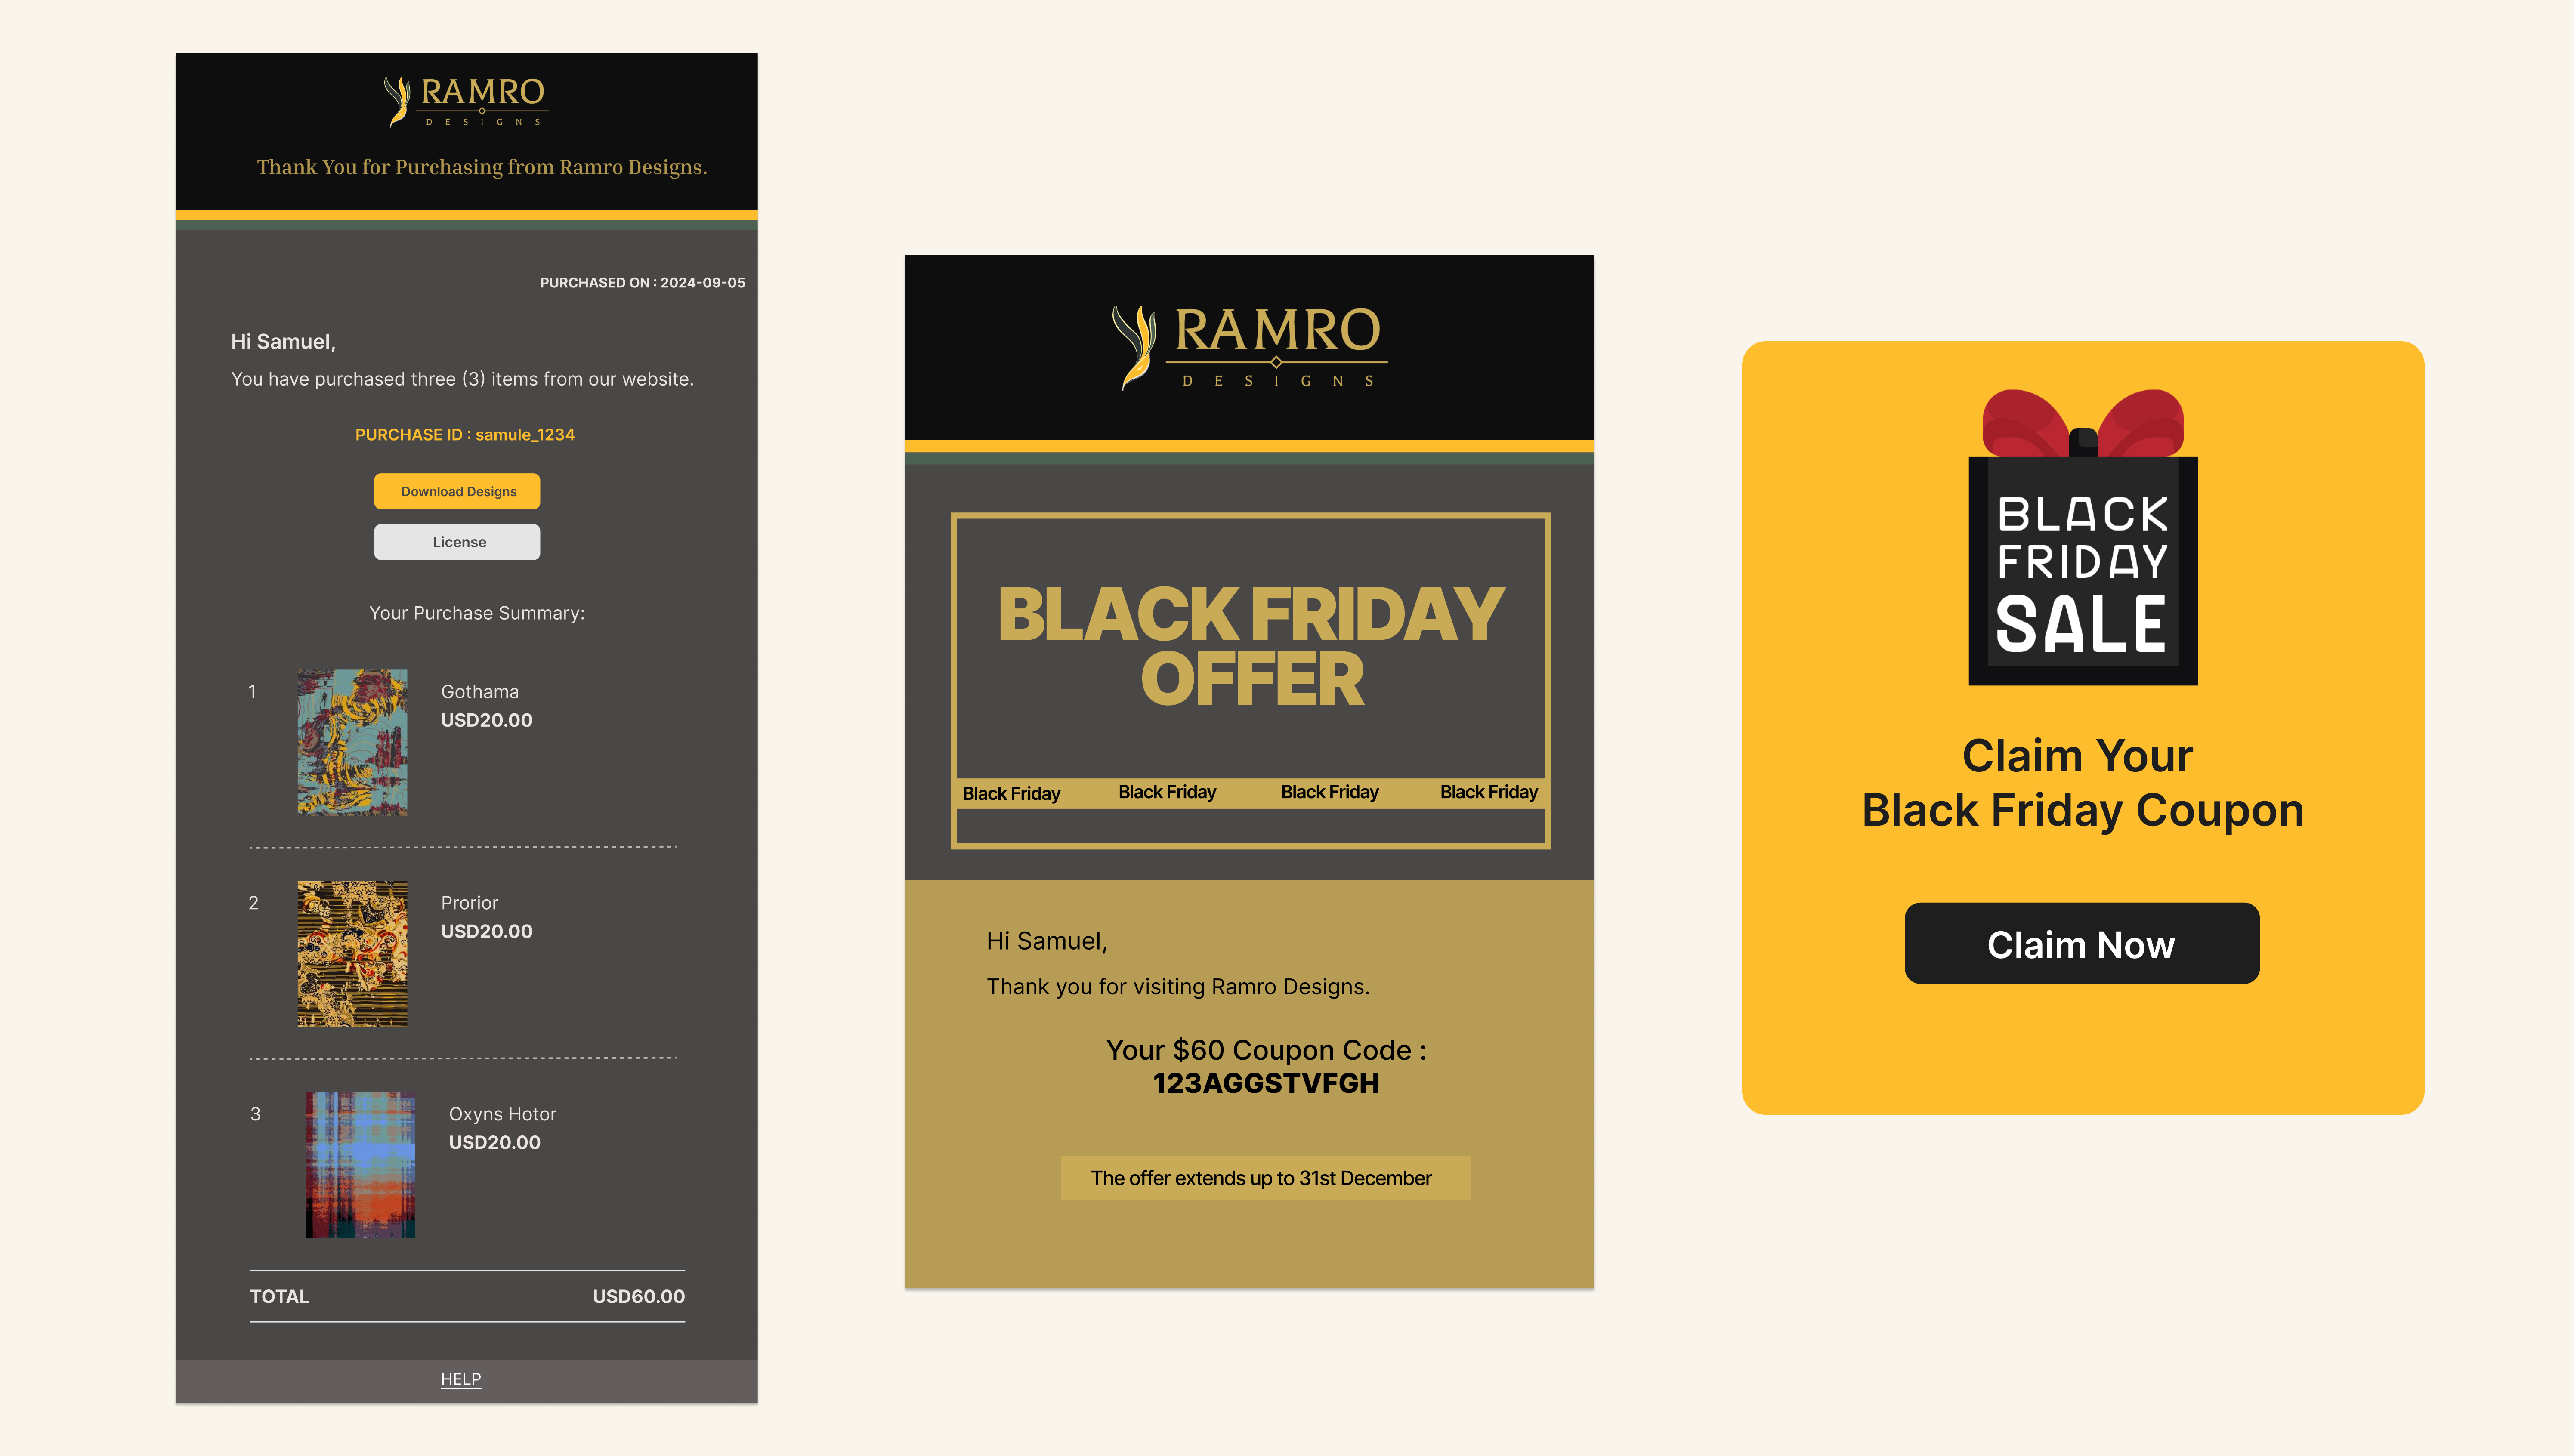 RAMRO
DESIGNS
Thank You for Purchasing from Ramro Designs.
PURCHASED ON : 2024-09-05
Hi Samuel,
You have purchased three (3) items from our website.
PURCHASE ID : samule_1234
Download Designs
License
Your Purchase Summary:
1
Gothama
USD20.00
2
Prorior
USD20.00
3
Oxyns Hotor
USD20.00
TOTAL USD60.00
HELP
RAMRO
DESIGNS
BLACK FRIDAY
OFFER
Black Friday Black Friday Black Friday Black Friday
Hi Samuel,
Thank you for visiting Ramro Designs.
Your $60 Coupon Code :
123AGGSTVFGH
The offer extends up to 31st December
BLACK
FRIDAY
SALE
Claim Your
Black Friday Coupon
Claim Now